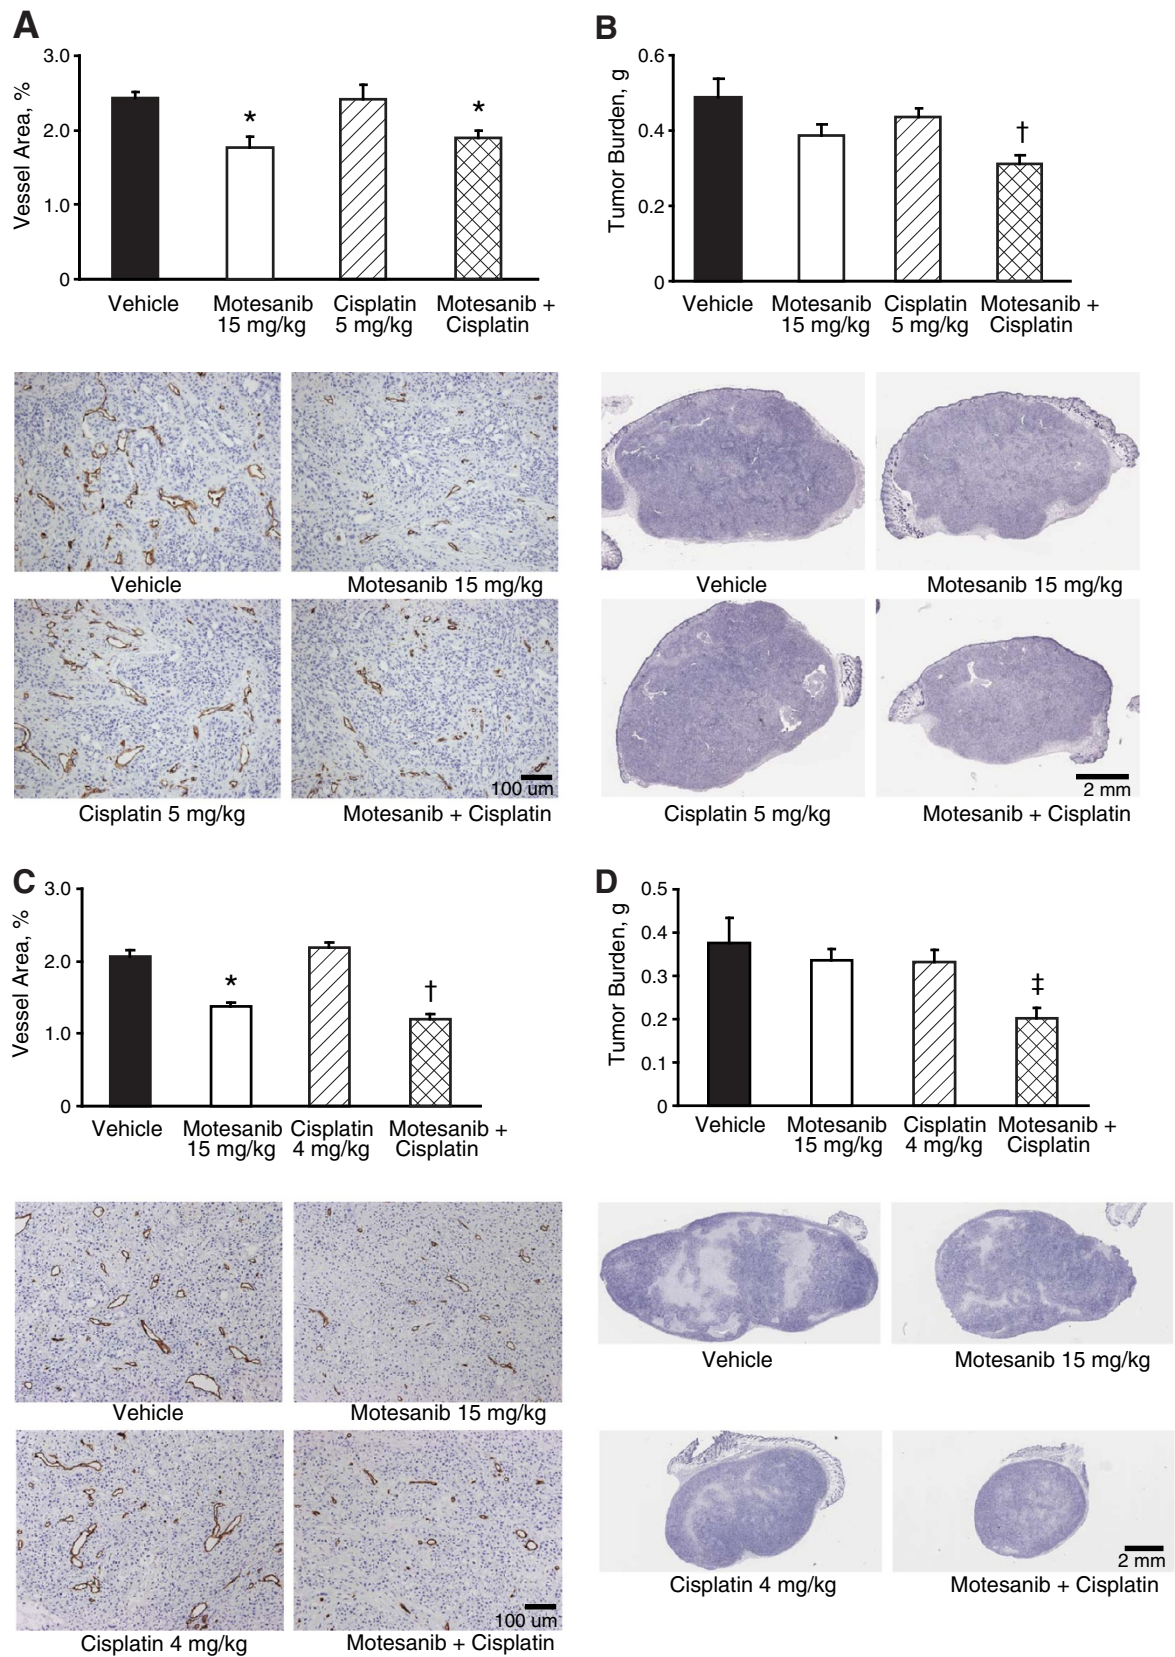 A
Vessel Area, %
3.0
2.0
1.0
0
*
*
Vehicle
Motesanib
15 mg/kg
Cisplatin
5 mg/kg
Motesanib +
Cisplatin
B
Tumor Burden, g
0.6
0.4
0.2
0
†
Vehicle
Motesanib
15 mg/kg
Cisplatin
5 mg/kg
Motesanib +
Cisplatin
Vehicle
Motesanib 15 mg/kg
100 um
Cisplatin 5 mg/kg
Motesanib + Cisplatin
Vehicle
Motesanib 15 mg/kg
2 mm
Cisplatin 5 mg/kg
Motesanib + Cisplatin
C
Vessel Area, %
3.0
2.0
1.0
0
*
†
Vehicle
Motesanib
15 mg/kg
Cisplatin
4 mg/kg
Motesanib +
Cisplatin
D
Tumor Burden, g
0.5
0.4
0.3
0.2
0.1
0
‡
Vehicle
Motesanib
15 mg/kg
Cisplatin
4 mg/kg
Motesanib +
Cisplatin
Vehicle
Motesanib 15 mg/kg
100 um
Cisplatin 4 mg/kg
Motesanib + Cisplatin
Vehicle
Motesanib 15 mg/kg
2 mm
Cisplatin 4 mg/kg
Motesanib + Cisplatin